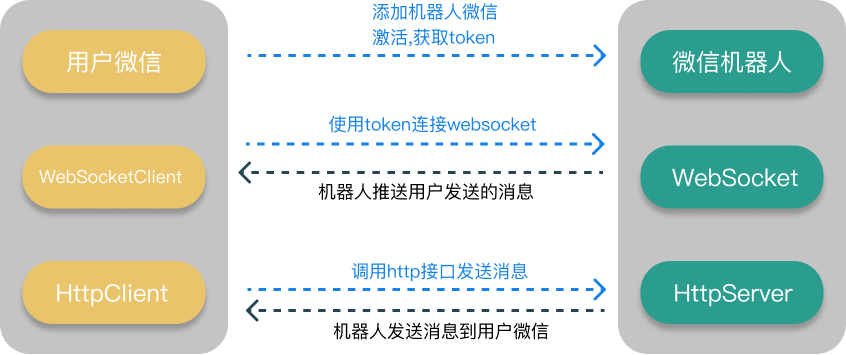 添加机器人微信
激活,获取token
用户微信
微信机器人
使用token连接websocket
WebSocketClient
WebSocket
机器人推送用户发送的消息
调用http接口发送消息
HttpClient
HttpServer
机器人发送消息到用户微信